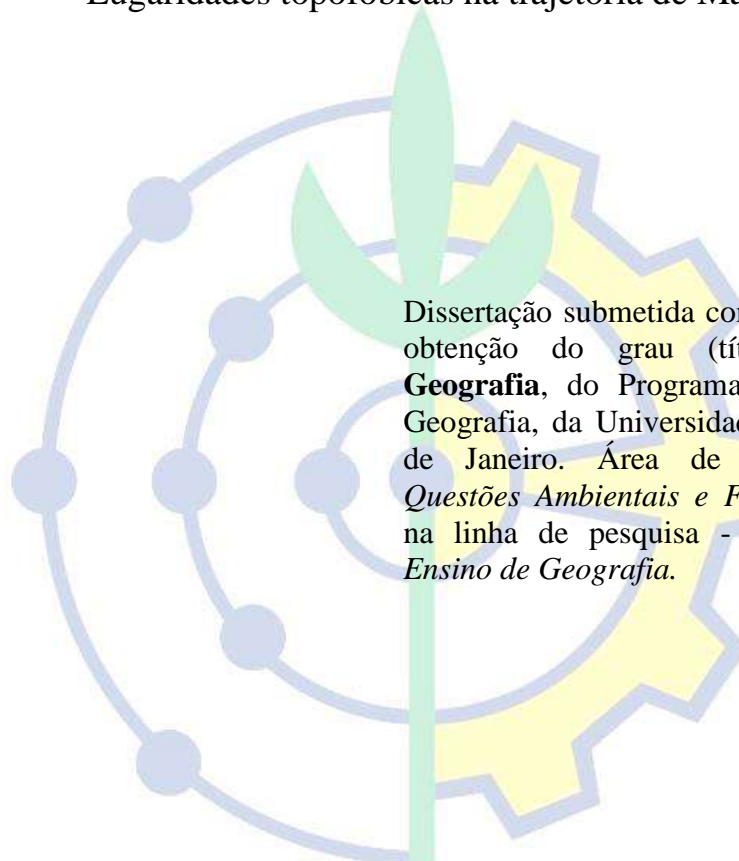 Lugaridades topofóbicas na trajetória de Ma
Dissertação submetida co
obtenção do grau (tít
Geografia, do Programa
Geografia, da Universida
de Janeiro. Área de
Questões Ambientais e F
na linha de pesquisa -
Ensino de Geografia.